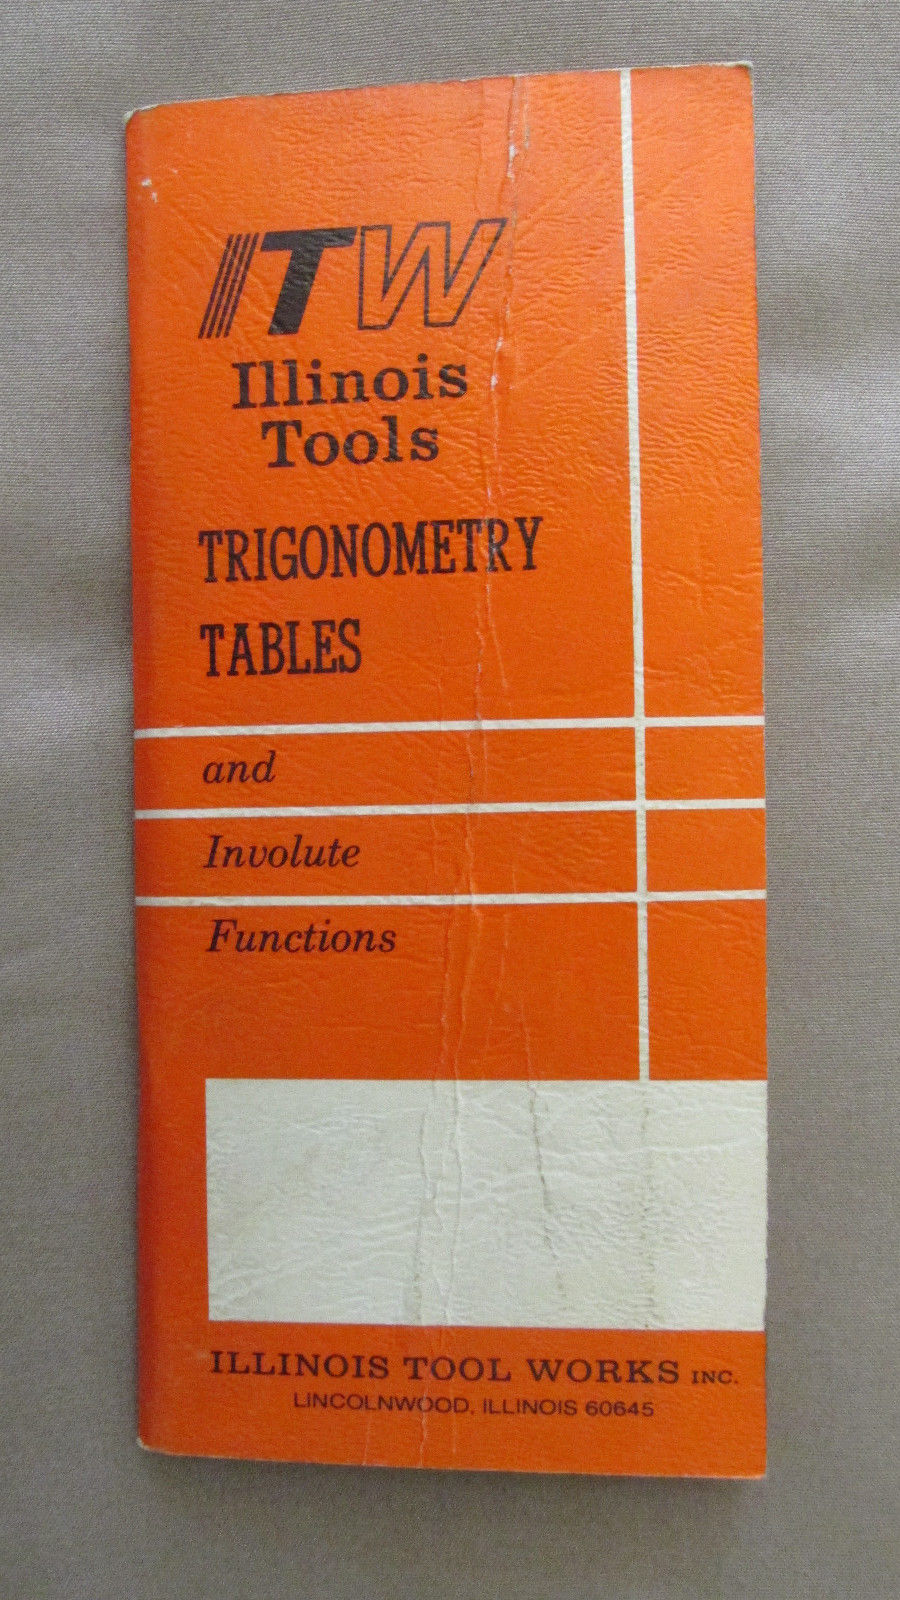 ITW
Illinois
Tools
TRIGONOMETRY
TABLES
and
Involute
Functions
ILLINOIS TOOL WORKS INC.
LINCOLNWOOD, ILLINOIS 60645